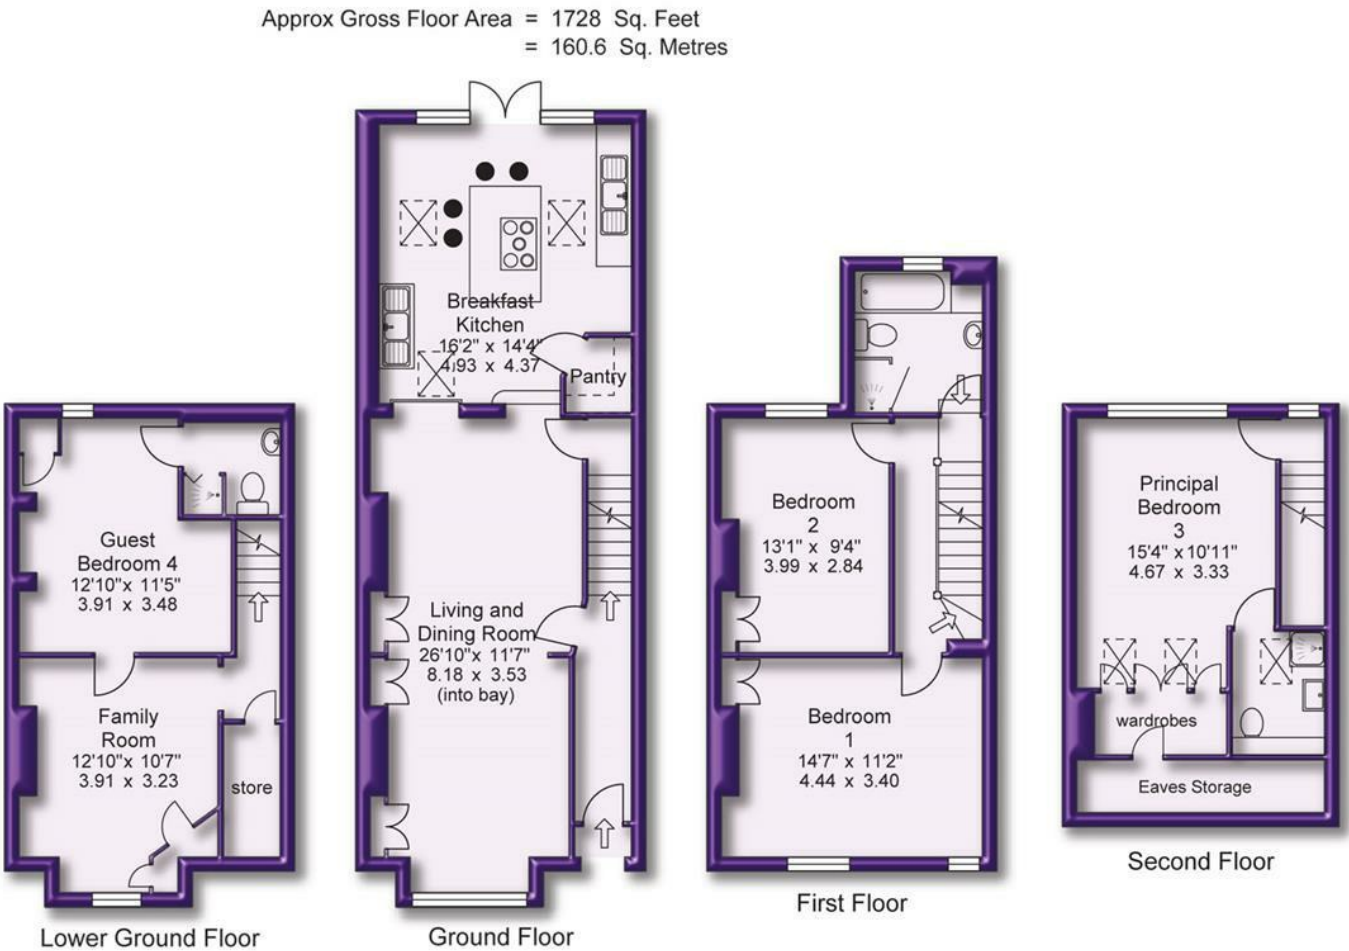 Approx Gross Floor Area = 1728 Sq. Feet
= 160.6 Sq. Metres
Breakfast
Kitchen
16'2" x 14'4"
4.93 x 4.37
Pantry
Living and
Dining Room
26'10"x 11'7"
8.18 x 3.53
(into bay)
Ground Floor
Guest
Bedroom 4
12'10"x 11'5"
3.91 x 3.48
Family
Room
12'10"x 10'7"
3.91 x 3.23
store
Lower Ground Floor
Bedroom
2
13'1" x 9'4"
3.99 x 2.84
Bedroom
1
14'7" x 11'2"
4.44 x 3.40
First Floor
Principal
Bedroom
3
15'4" x10'11"
4.67 x 3.33
wardrobes
Eaves Storage
Second Floor